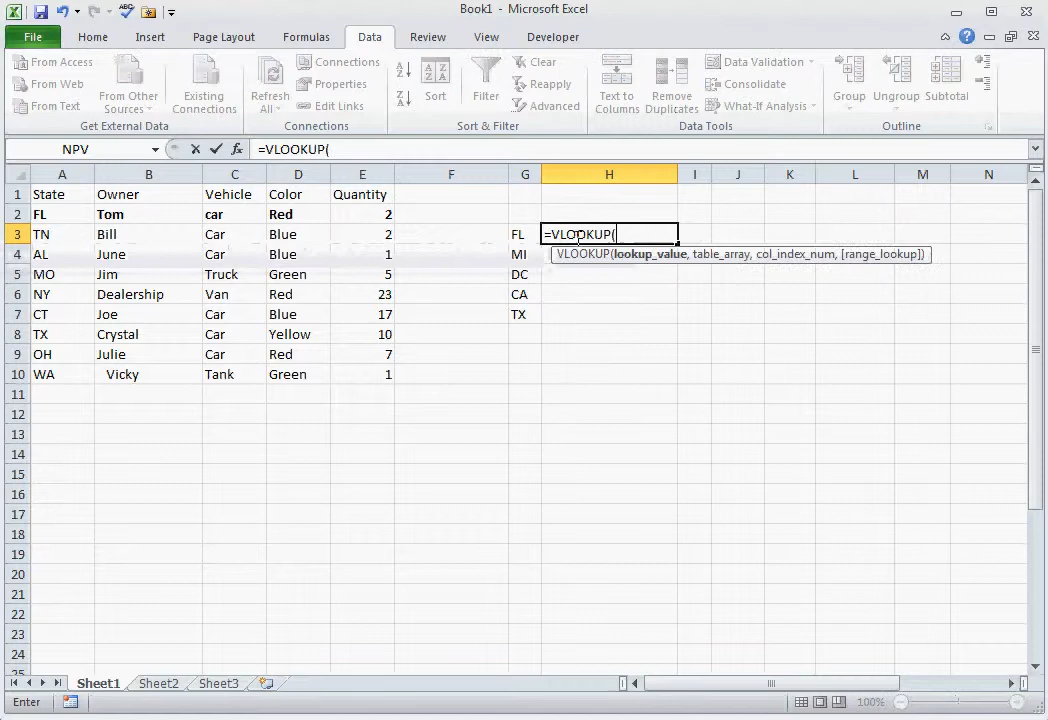 Book1 - Microsoft Excel
File Home Insert Page Layout Formulas Data Review View Developer
From Access
From Web
From Text
From Other Sources
Existing Connections
Get External Data
Refresh All
Connections
Properties
Edit Links
Connections
Sort
Filter
Clear
Reapply
Advanced
Sort & Filter
Text to Columns
Remove Duplicates
Data Validation
Consolidate
What-If Analysis
Data Tools
Group
Ungroup
Subtotal
Outline
NPV fx =VLOOKUP(
A B C D E F G H I J K L M N
1 State Owner Vehicle Color Quantity
2 FL Tom car Red 2
3 TN Bill Car Blue 2 FL =VLOOKUP(
4 AL June Car Blue 1 MI VLOOKUP(lookup_value, table_array, col_index_num, [range_lookup])
5 MO Jim Truck Green 5 DC
6 NY Dealership Van Red 23 CA
7 CT Joe Car Blue 17 TX
8 TX Crystal Car Yellow 10
9 OH Julie Car Red 7
10 WA Vicky Tank Green 1
11
12
13
14
15
16
17
18
19
20
21
22
23
24
25
Sheet1 Sheet2 Sheet3
Enter 100%